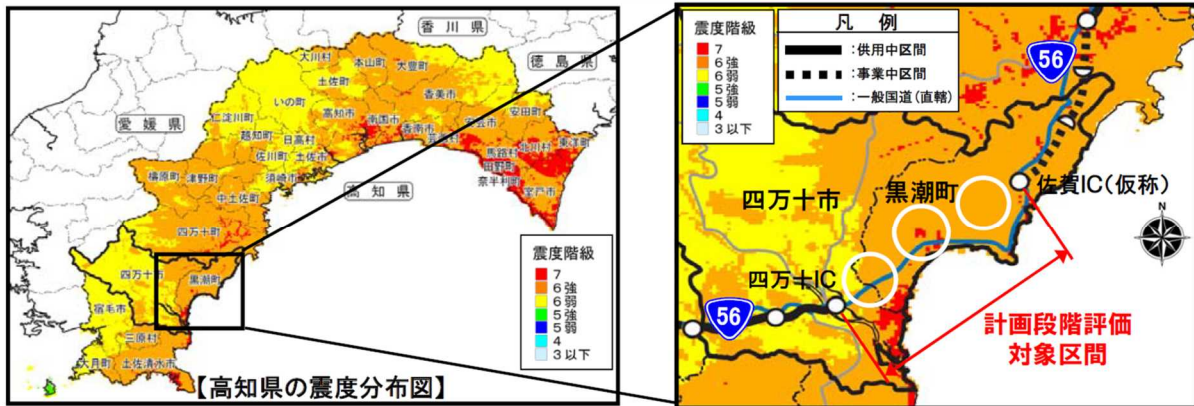 香川県
徳島県
愛媛県
高知県
大川村
本山町
大豊町
土佐町
香美市
いの町
仁淀川町
高知市
南国市
安田町
香南市
安芸市
芸西村
越知町
日高村
佐川町
土佐市
馬路村
北川村
東洋町
田野町
奈半利町
室戸市
須崎市
梼原町
津野町
中土佐町
四万十町
四万十市
黒潮町
宿毛市
三原村
大月町
土佐清水市
【高知県の震度分布図】
震度階級
7
6強
6弱
5強
5弱
4
3以下
震度階級
7
6強
6弱
5強
5弱
4
3以下
凡 例
:供用中区間
:事業中区間
:一般国道(直轄)
56
四万十市
黒潮町
佐賀IC(仮称)
N
四万十IC
56
計画段階評価
対象区間